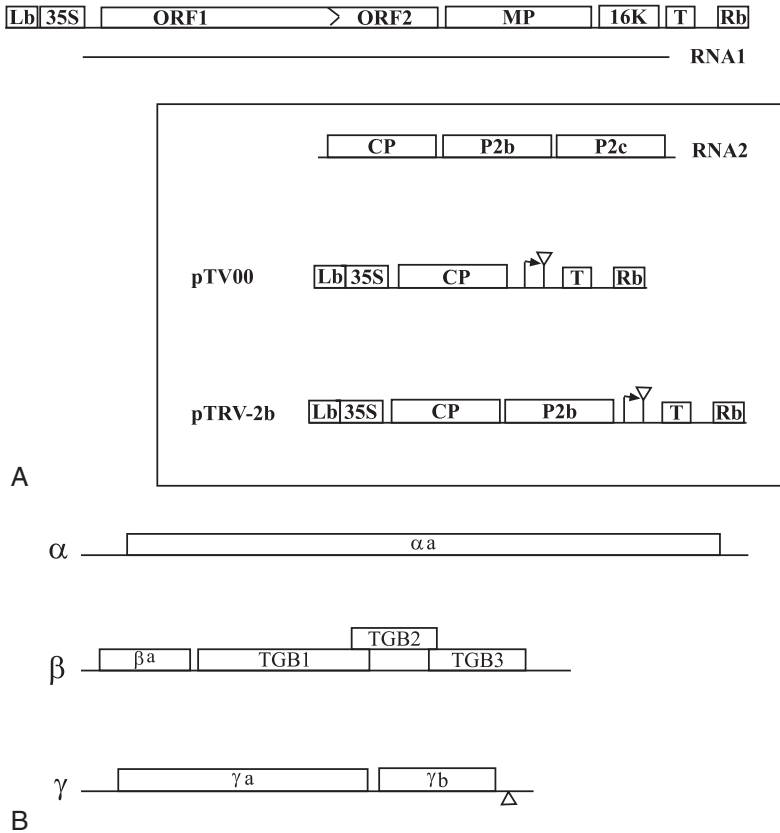 Lb 35S ORF1 ORF2 MP 16K T Rb
RNA1
CP P2b P2c RNA2
pTV00 Lb 35S CP T Rb
pTRV-2b Lb 35S CP P2b T Rb
A
α αa
TGB2
β βa TGB1 TGB3
γ γa γb
B